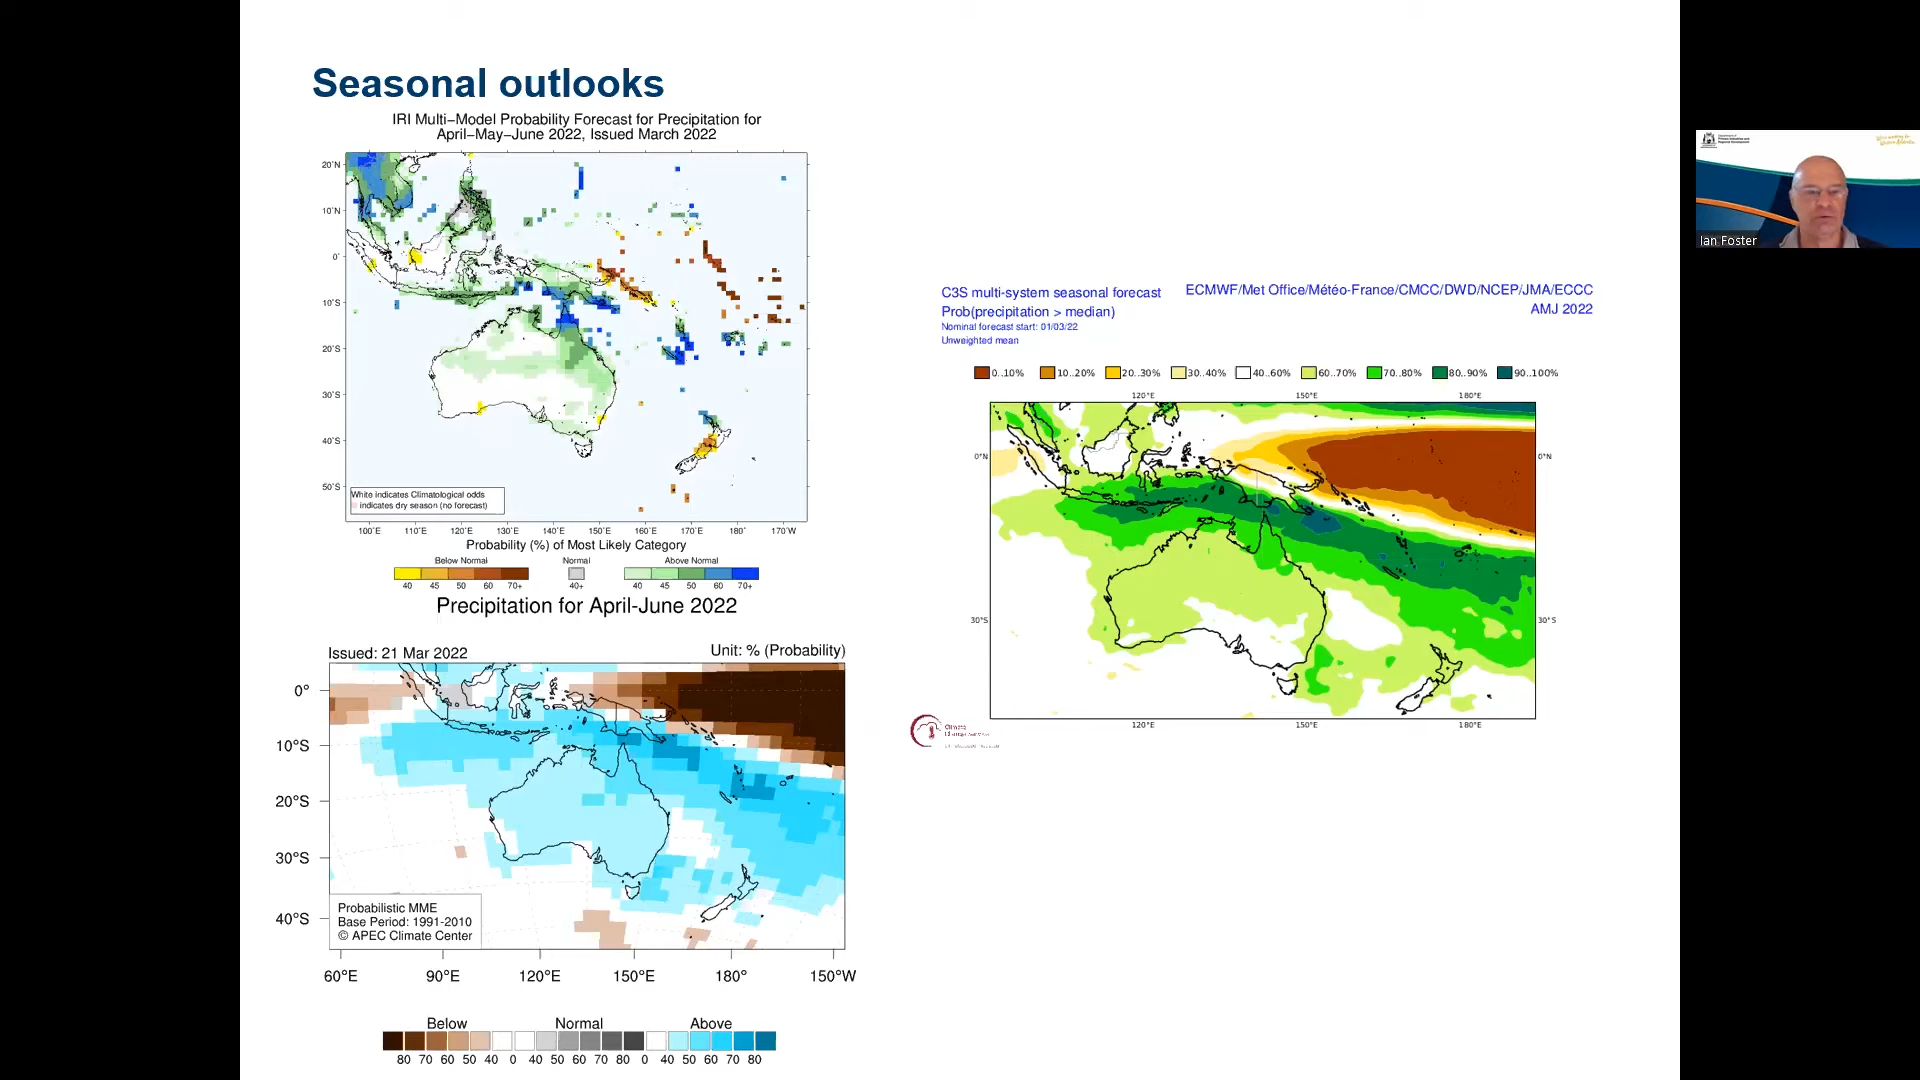 Seasonal outlooks
IRI Multi−Model Probability Forecast for Precipitation for
April−May−June 2022, Issued March 2022
20˚N
10˚N
0˚
10˚S
20˚S
30˚S
40˚S
50˚S
White indicates Climatological odds
indicates dry season (no forecast)
100˚E 110˚E 120˚E 130˚E 140˚E 150˚E 160˚E 170˚E 180˚ 170˚W
Probability (%) of Most Likely Category
Below Normal Normal Above Normal
40 45 50 60 70+ 40+ 40 45 50 60 70+
Precipitation for April-June 2022
Issued: 21 Mar 2022 Unit: % (Probability)
0°
10°S
20°S
30°S
40°S
Probabilistic MME
Base Period: 1991-2010
© APEC Climate Center
60°E 90°E 120°E 150°E 180° 150°W
Below Normal Above
80 70 60 50 40 0 40 50 60 70 80 0 40 50 60 70 80
C3S multi-system seasonal forecast
Prob(precipitation > median)
Nominal forecast start: 01/03/22
Unweighted mean
ECMWF/Met Office/Météo-France/CMCC/DWD/NCEP/JMA/ECCC
AMJ 2022
0..10% 10..20% 20..30% 30..40% 40..60% 60..70% 70..80% 80..90% 90..100%
120°E 150°E 180°E
0°N 0°N
30°S 30°S
120°E 150°E 180°E
Climate
Ian Foster